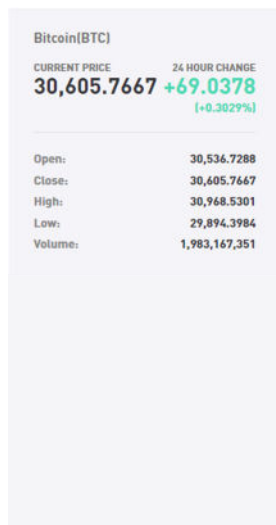 Bitcoin(BTC)
CURRENT PRICE 24 HOUR CHANGE
30,605.7667 +69.0378
(+0.3029%)
Open: 30,536.7288
Close: 30,605.7667
High: 30,968.5301
Low: 29,894.3984
Volume: 1,983,167,351